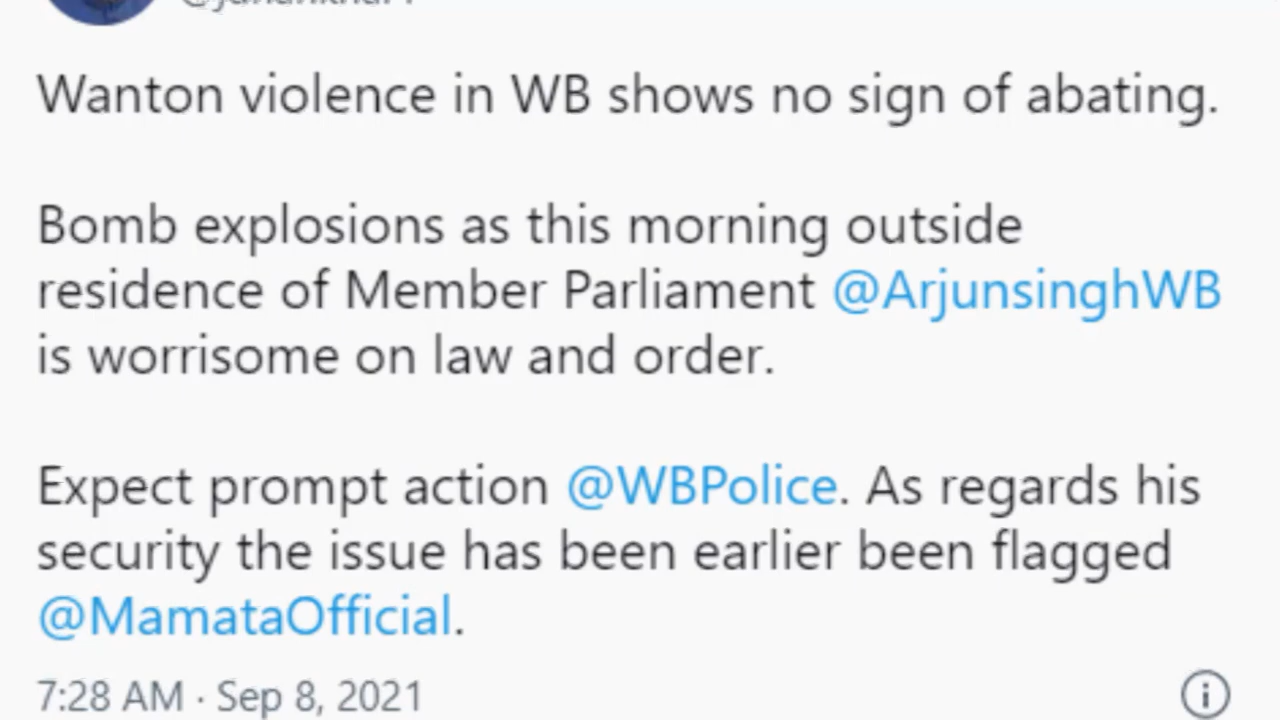 Wanton violence in WB shows no sign of abating.
Bomb explosions as this morning outside
residence of Member Parliament @ArjunsinghWB
is worrisome on law and order.
Expect prompt action @WBPolice. As regards his
security the issue has been earlier been flagged
@MamataOfficial.
7:28 AM · Sep 8, 2021